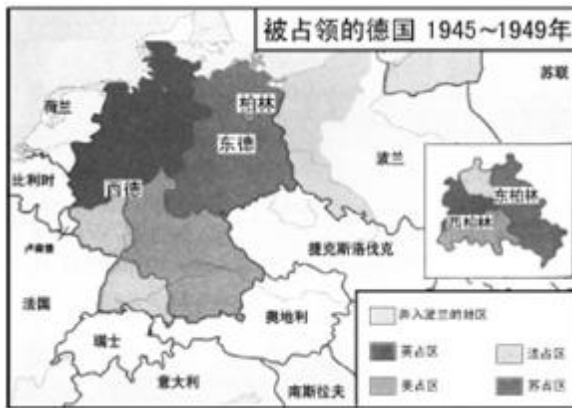 被占领的德国 1945～1949年
苏联
荷兰
柏林
东德
波兰
比利时
西德
东柏林
西柏林
卢森堡
捷克斯洛伐克
法国
奥地利
瑞士
意大利
南斯拉夫
并入波兰的地区
英占区
法占区
美占区
苏占区